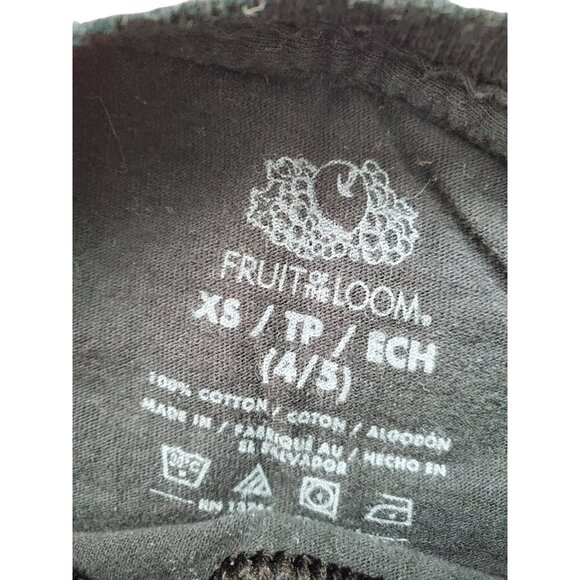 FRUIT OF THE LOOM®
XS / TP / ECH
(4/5)
100% COTTON / COTON / ALGODÓN
MADE IN / FABRIQUÉ AU / HECHO EN
EL SALVADOR
RN